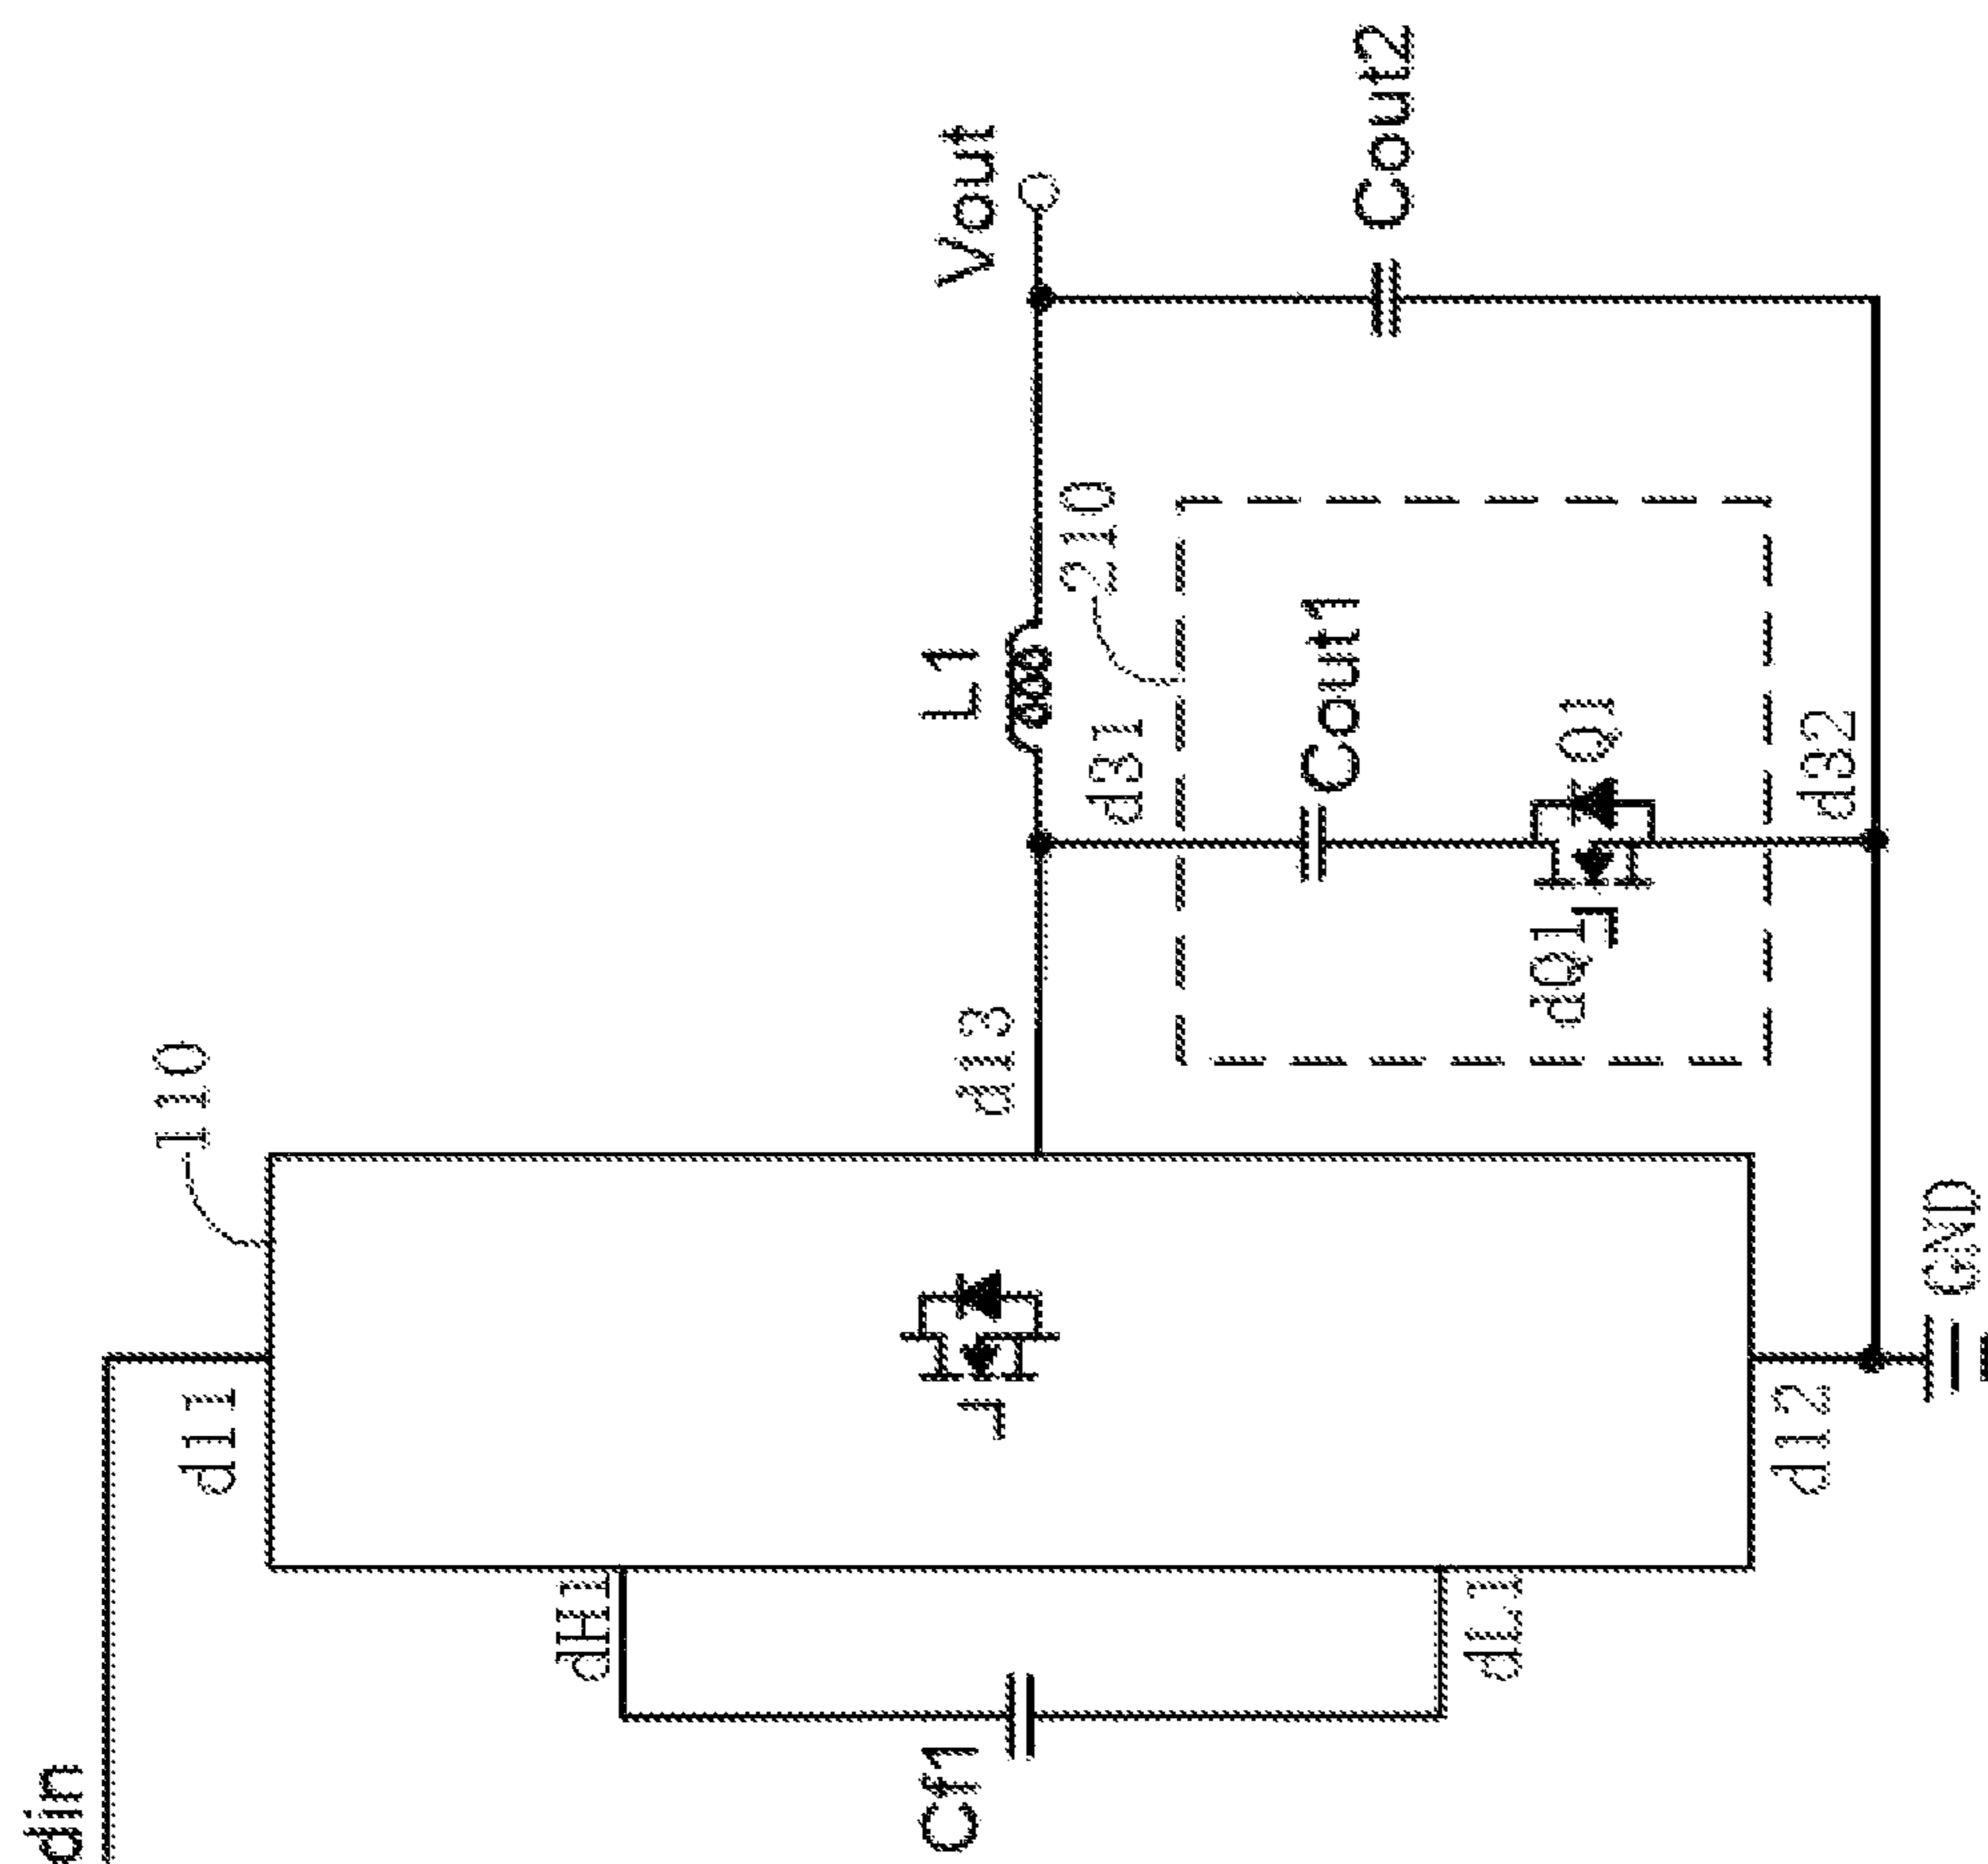 din
110
d11
dH1
Cf1
dL1
d12
GND
d13
L1
Vout
d31
210
Cout1
Q1
dQ1
d32
Cout2